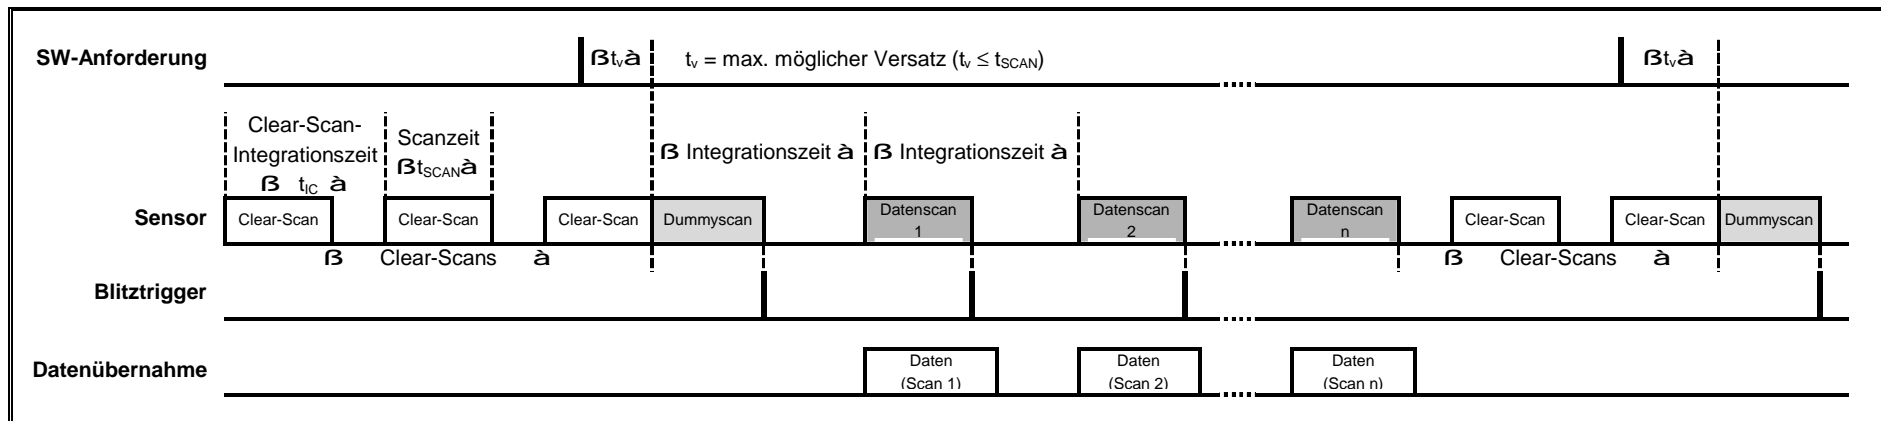 SW-Anforderung
ßtᵥà
tᵥ = max. möglicher Versatz (tᵥ ≤ tSCAN)
ßtᵥà
Clear-Scan-
Integrationszeit
ß tIC à
Scanzeit
ßtSCANà
ß Integrationszeit à
ß Integrationszeit à
Sensor
Clear-Scan
Clear-Scan
Clear-Scan
Dummyscan
Datenscan
1
Datenscan
2
Datenscan
n
Clear-Scan
Clear-Scan
Dummyscan
ß Clear-Scans à
ß Clear-Scans à
Blitztrigger
Datenübernahme
Daten
(Scan 1)
Daten
(Scan 2)
Daten
(Scan n)